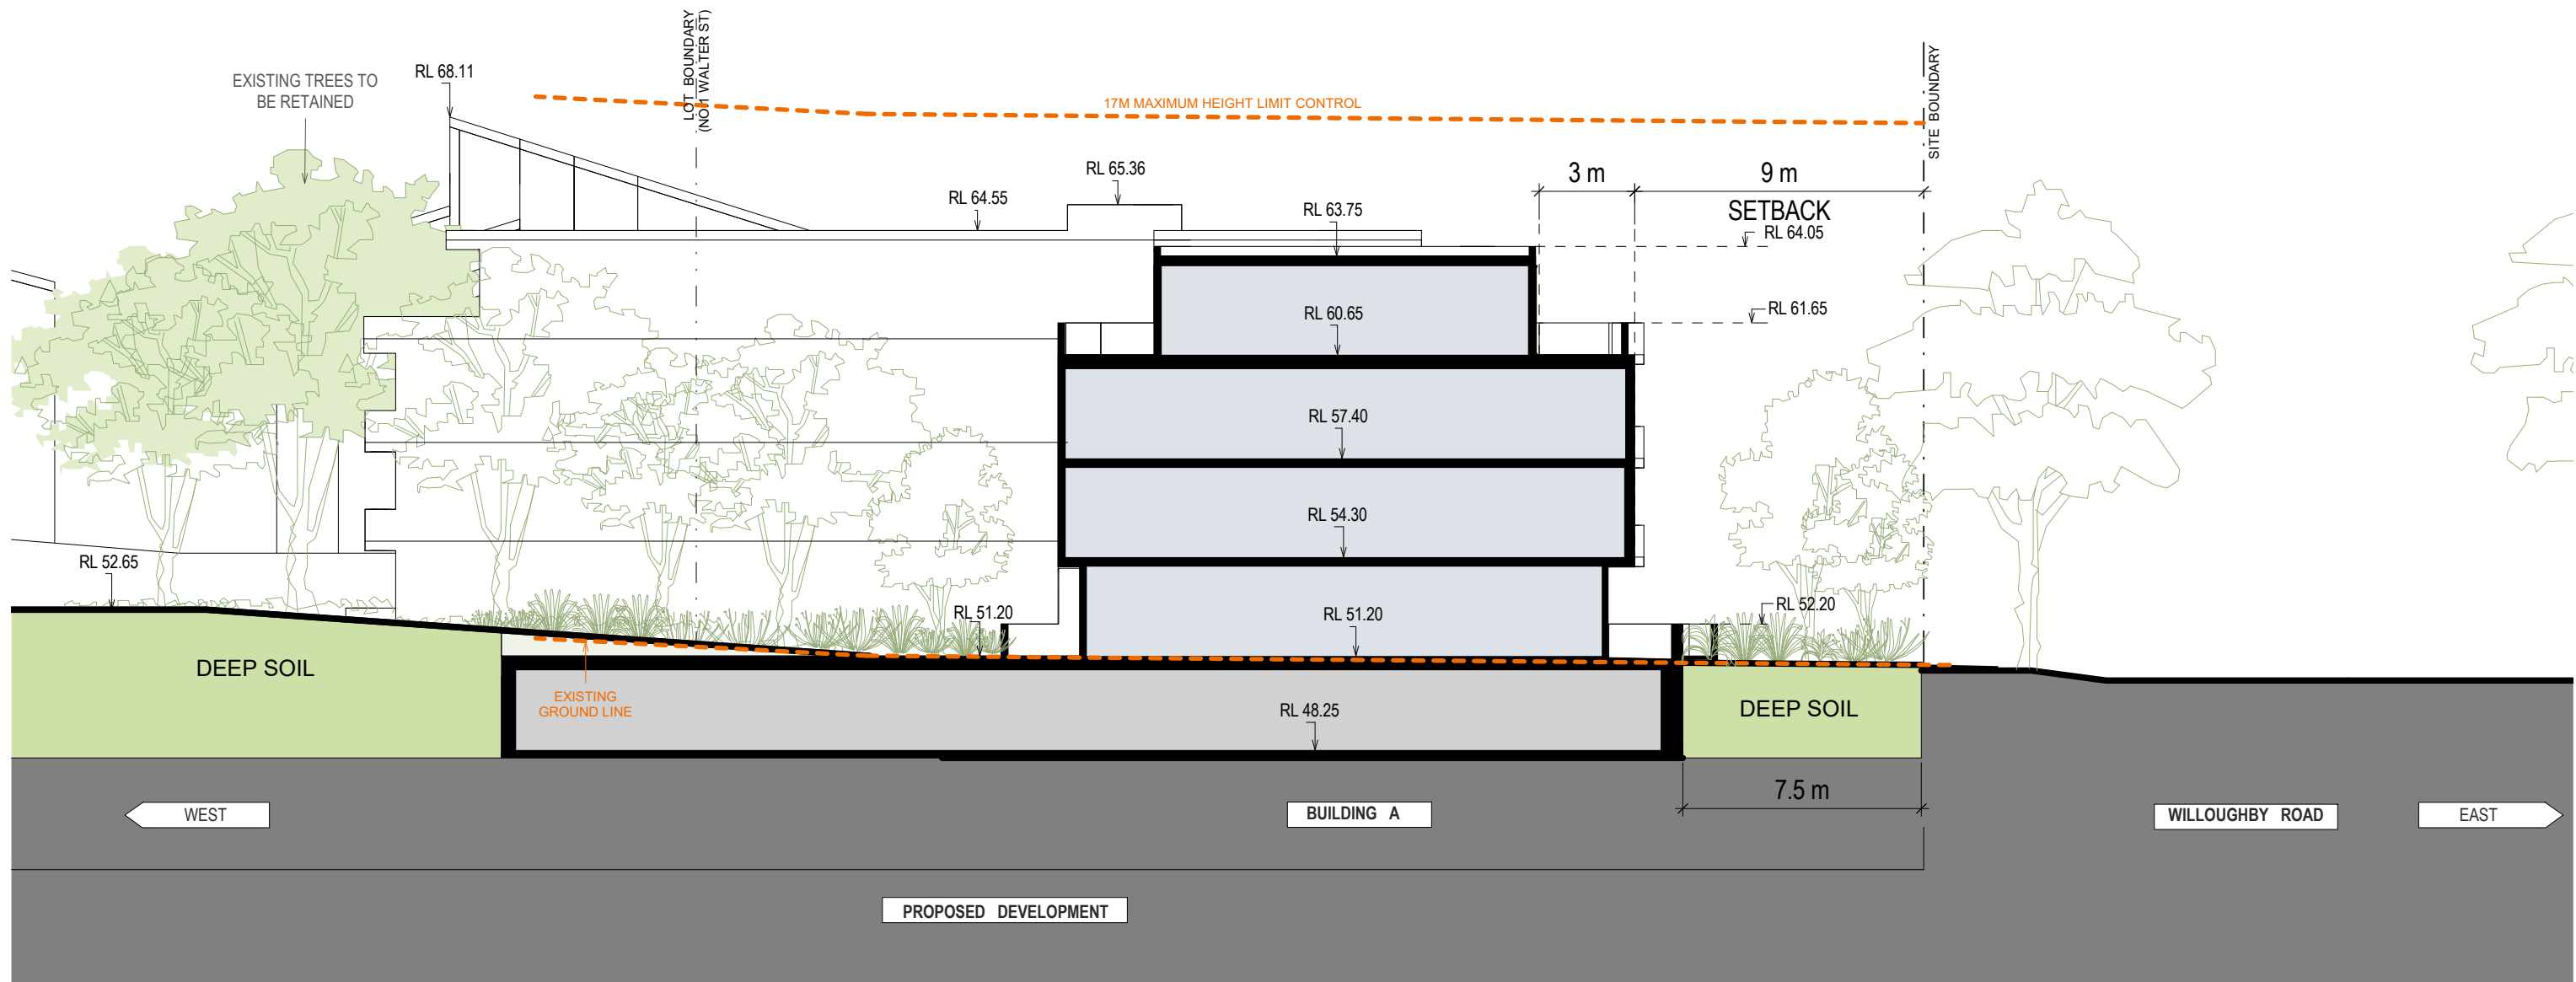 LOT BOUNDARY
(NO.1 WALTER ST)
SITE BOUNDARY
EXISTING TREES TO
BE RETAINED
RL 68.11
17M MAXIMUM HEIGHT LIMIT CONTROL
RL 65.36
RL 64.55
RL 63.75
3 m
9 m
SETBACK
RL 64.05
RL 61.65
RL 60.65
RL 57.40
RL 54.30
RL 52.65
RL 51.20
RL 51.20
RL 52.20
DEEP SOIL
EXISTING
GROUND LINE
RL 48.25
DEEP SOIL
7.5 m
WEST
BUILDING A
WILLOUGHBY ROAD
EAST
PROPOSED DEVELOPMENT